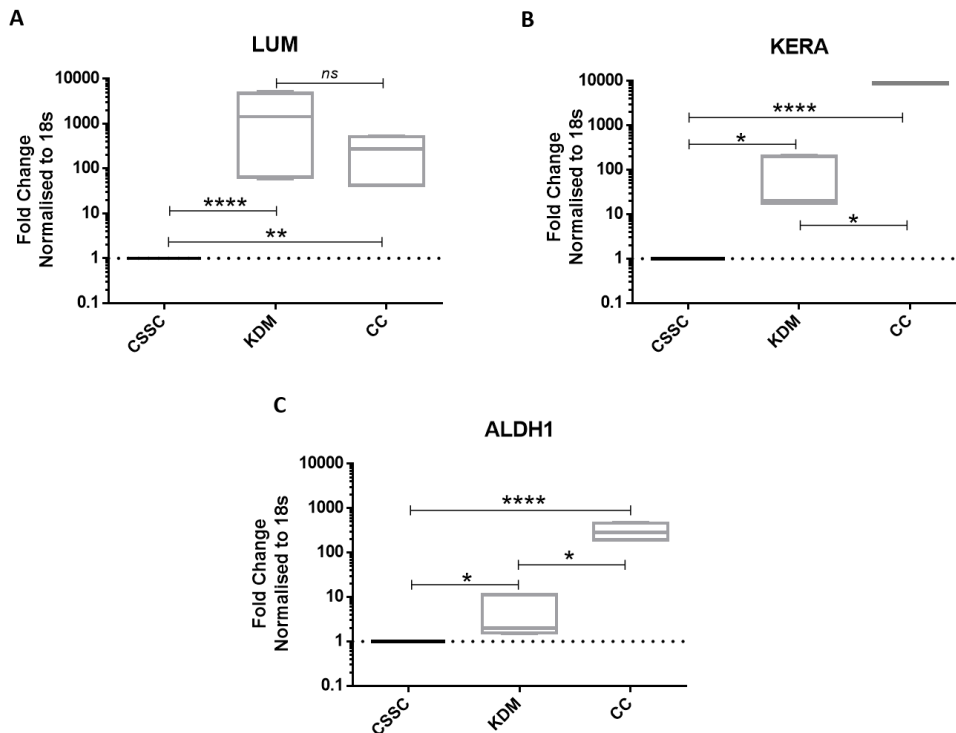 A
LUM
Fold Change
Normalised to 18s
10000
1000
100
10
1
0.1
ns
****
**
CSSC
KDM
CC
B
KERA
Fold Change
Normalised to 18s
10000
1000
100
10
1
0.1
****
*
*
CSSC
KDM
CC
C
ALDH1
Fold Change
Normalised to 18s
10000
1000
100
10
1
0.1
****
*
*
CSSC
KDM
CC